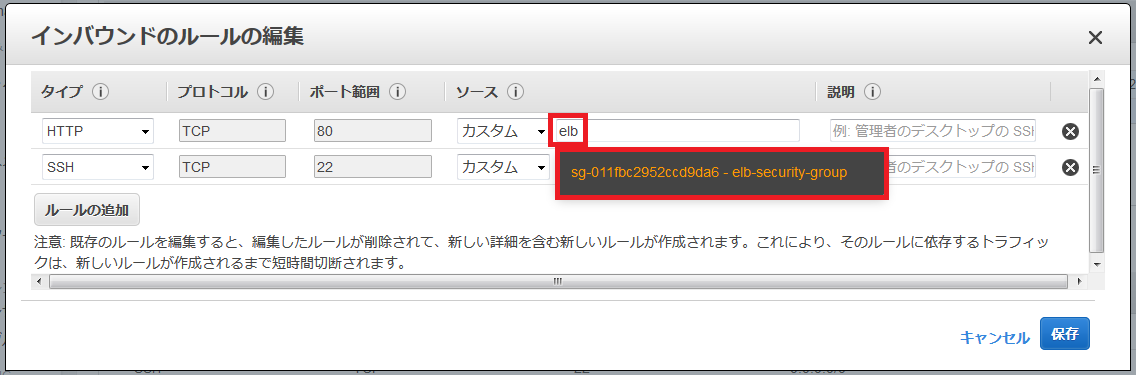 インバウンドのルールの編集
タイプ プロトコル ポート範囲 ソース 説明
HTTP TCP 80 カスタム elb 例: 管理者のデスクトップの SSH
SSH TCP 22 カスタム 管理者のデスクトップの SSH
sg-011fbc2952ccd9da6 - elb-security-group
ルールの追加
注意: 既存のルールを編集すると、編集したルールが削除されて、新しい詳細を含む新しいルールが作成されます。これにより、そのルールに依存するトラフィッ
クは、新しいルールが作成されるまで短時間切断されます。
キャンセル 保存